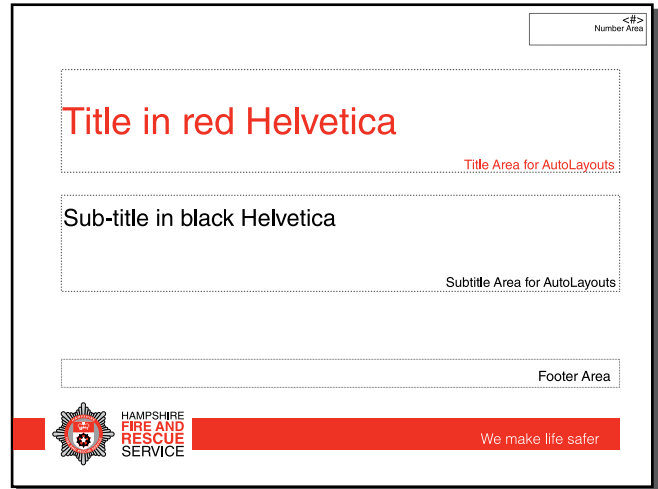 <#>
Number Area
Title in red Helvetica
Title Area for AutoLayouts
Sub-title in black Helvetica
Subtitle Area for AutoLayouts
Footer Area
HAMPSHIRE
FIRE AND
RESCUE
SERVICE
We make life safer